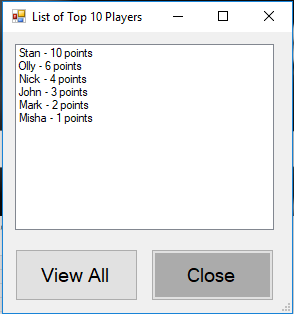 List of Top 10 Players
Stan - 10 points
Olly - 6 points
Nick - 4 points
John - 3 points
Mark - 2 points
Misha - 1 points
View All
Close